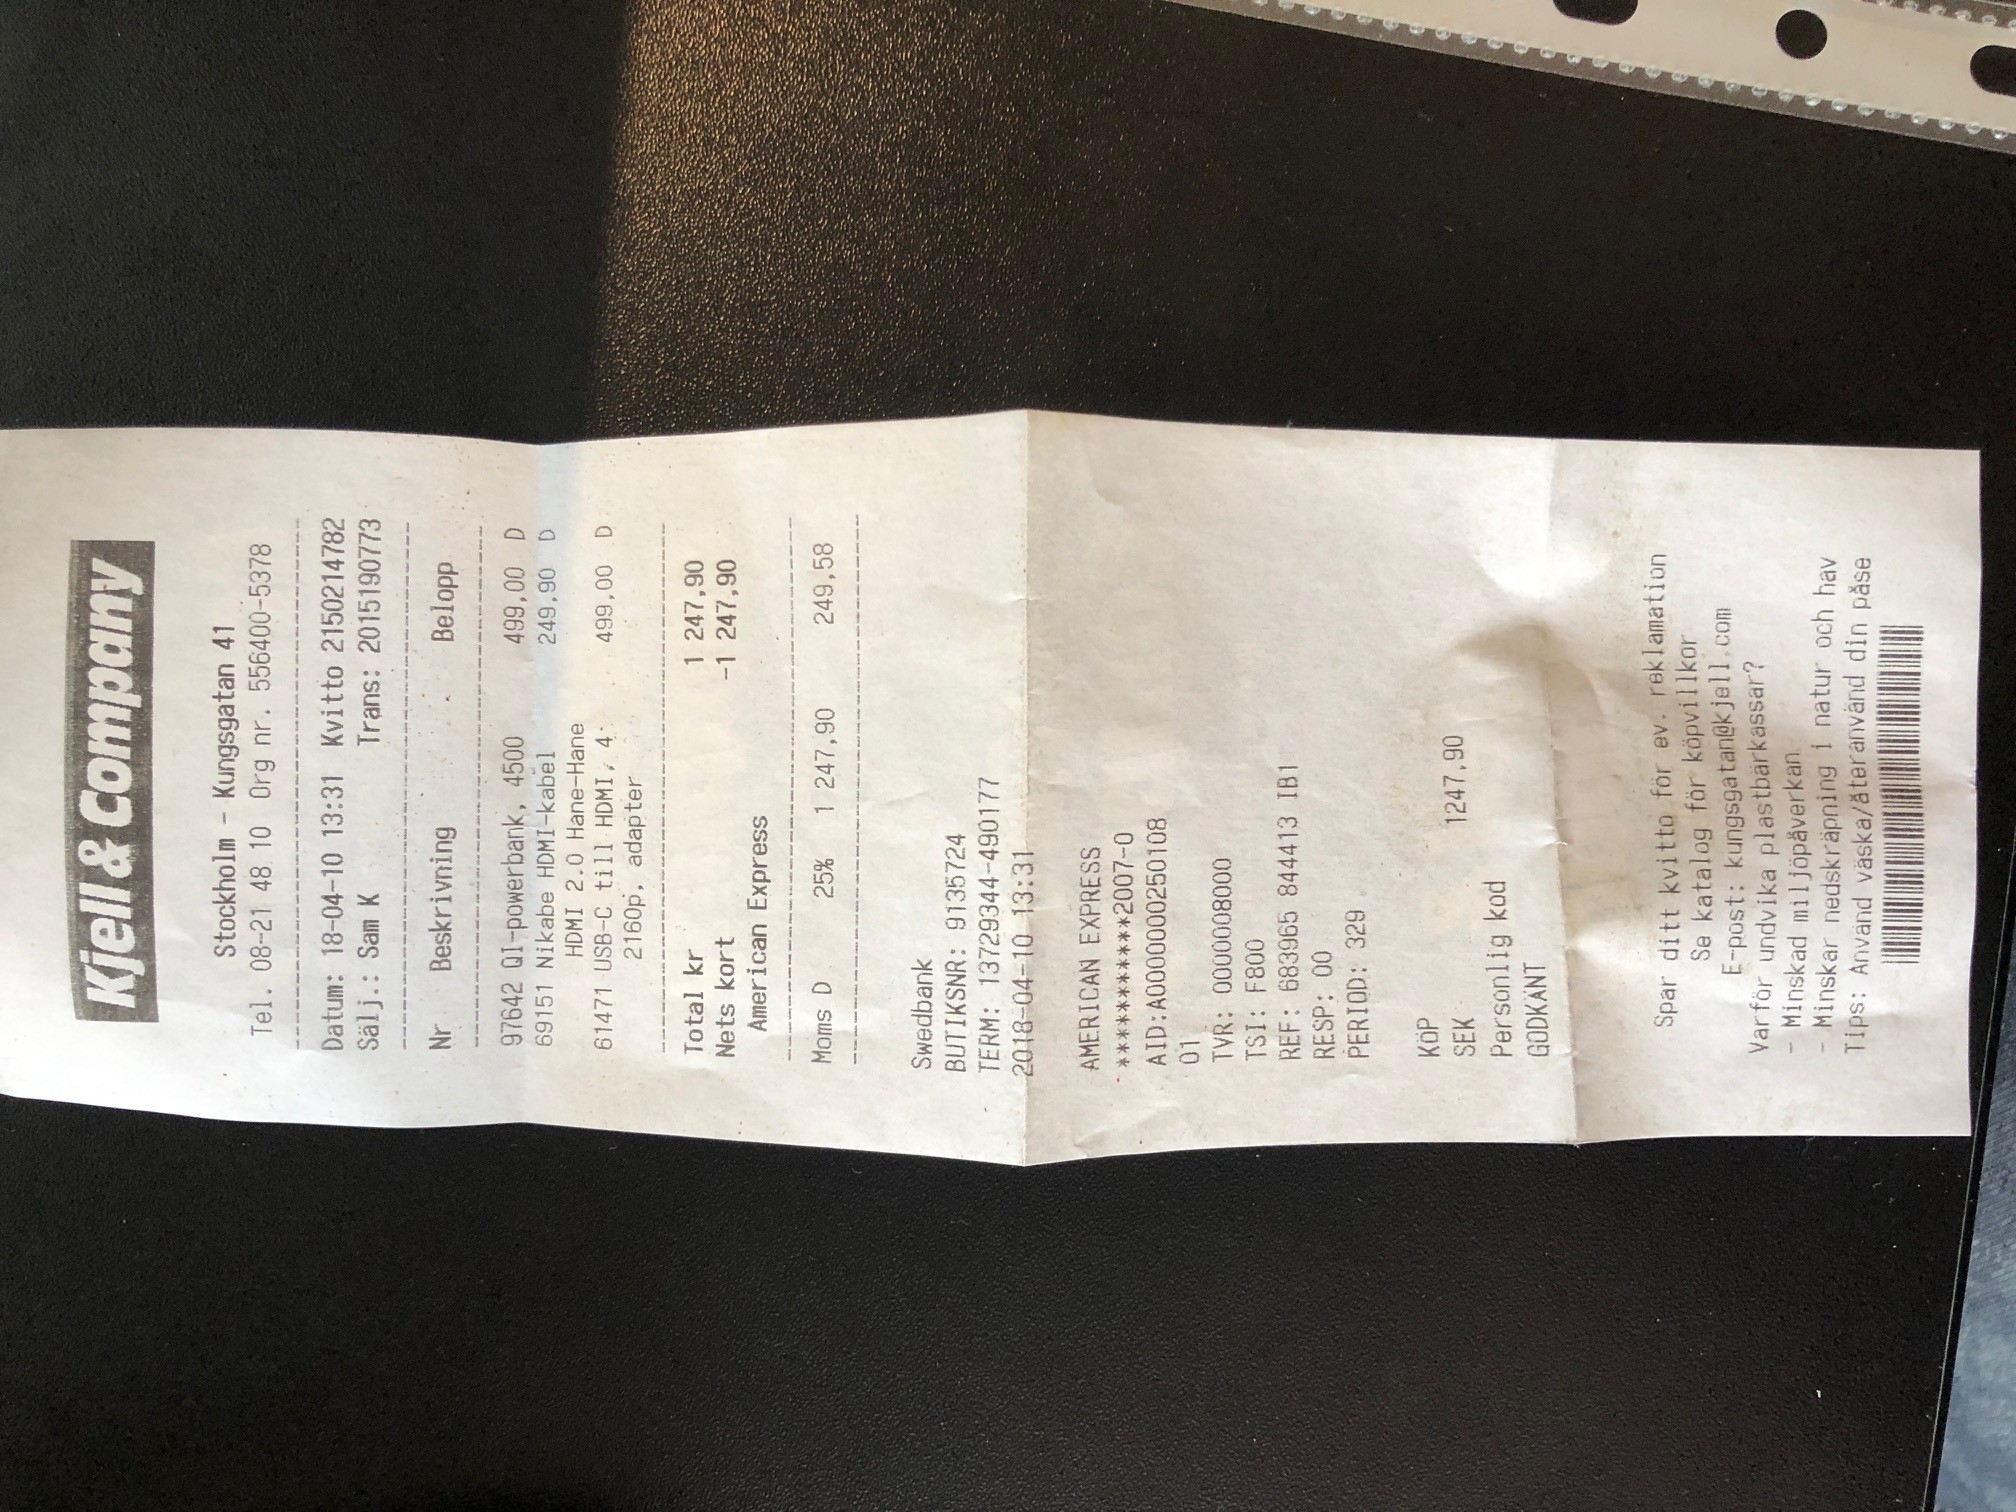 Kjell & Company
Stockholm - Kungsgatan 41
Tel. 08-21 48 10 Org nr. 556400-5378
Datum: 18-04-10 13:31 Kvitto 2150214782
Sälj.: Sam K Trans: 2015190773
Nr Beskrivning Belopp
97642 QI-powerbank, 4500 499,00 D
69151 Nikabe HDMI-kabel 249,90 D
HDMI 2.0 Hane-Hane
61471 USB-C till HDMI, 4 499,00 D
2160p, adapter
Total kr 1 247,90
Nets kort -1 247,90
American Express
Moms D 25% 1 247,90 249,58
Swedbank
BUTIKSNR: 9135724
TERM: 13729344-490177
2018-04-10 13:31
AMERICAN EXPRESS
***********2007-0
AID:A0000000250108
01
TVR: 0000008000
TSI: F800
REF: 683965 844413 IB1
RESP: 00
PERIOD: 329
KÖP
SEK 1247,90
Personlig kod
GODKÄNT
Spar ditt kvitto för ev. reklamation
Se katalog för köpvillkor
E-post: kungsgatan@kjell.com
Varför undvika plastbärkassar?
- Minskad miljöpåverkan
- Minskar nedskräpning i natur och hav
Tips: Använd väska/återanvänd din påse